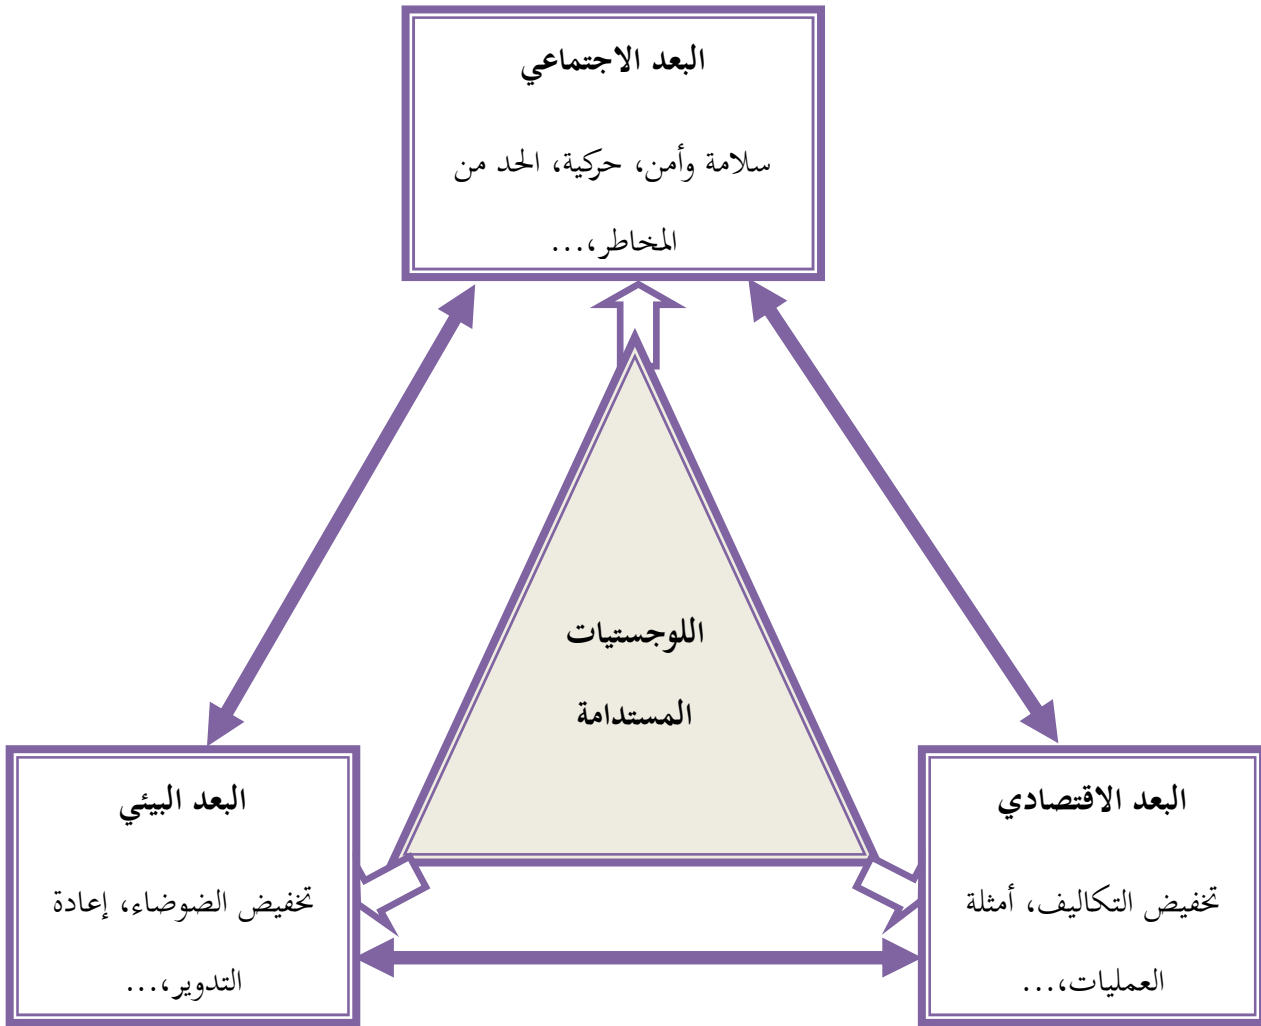 البعد الاجتماعي
سلامة وأمن، حركية، الحد من
المخاطر،...
اللوجستيات
المستدامة
البعد الاقتصادي
تخفيض التكاليف، أمثلة
العمليات،...
البعد البيئي
تخفيض الضوضاء، إعادة
التدوير،...